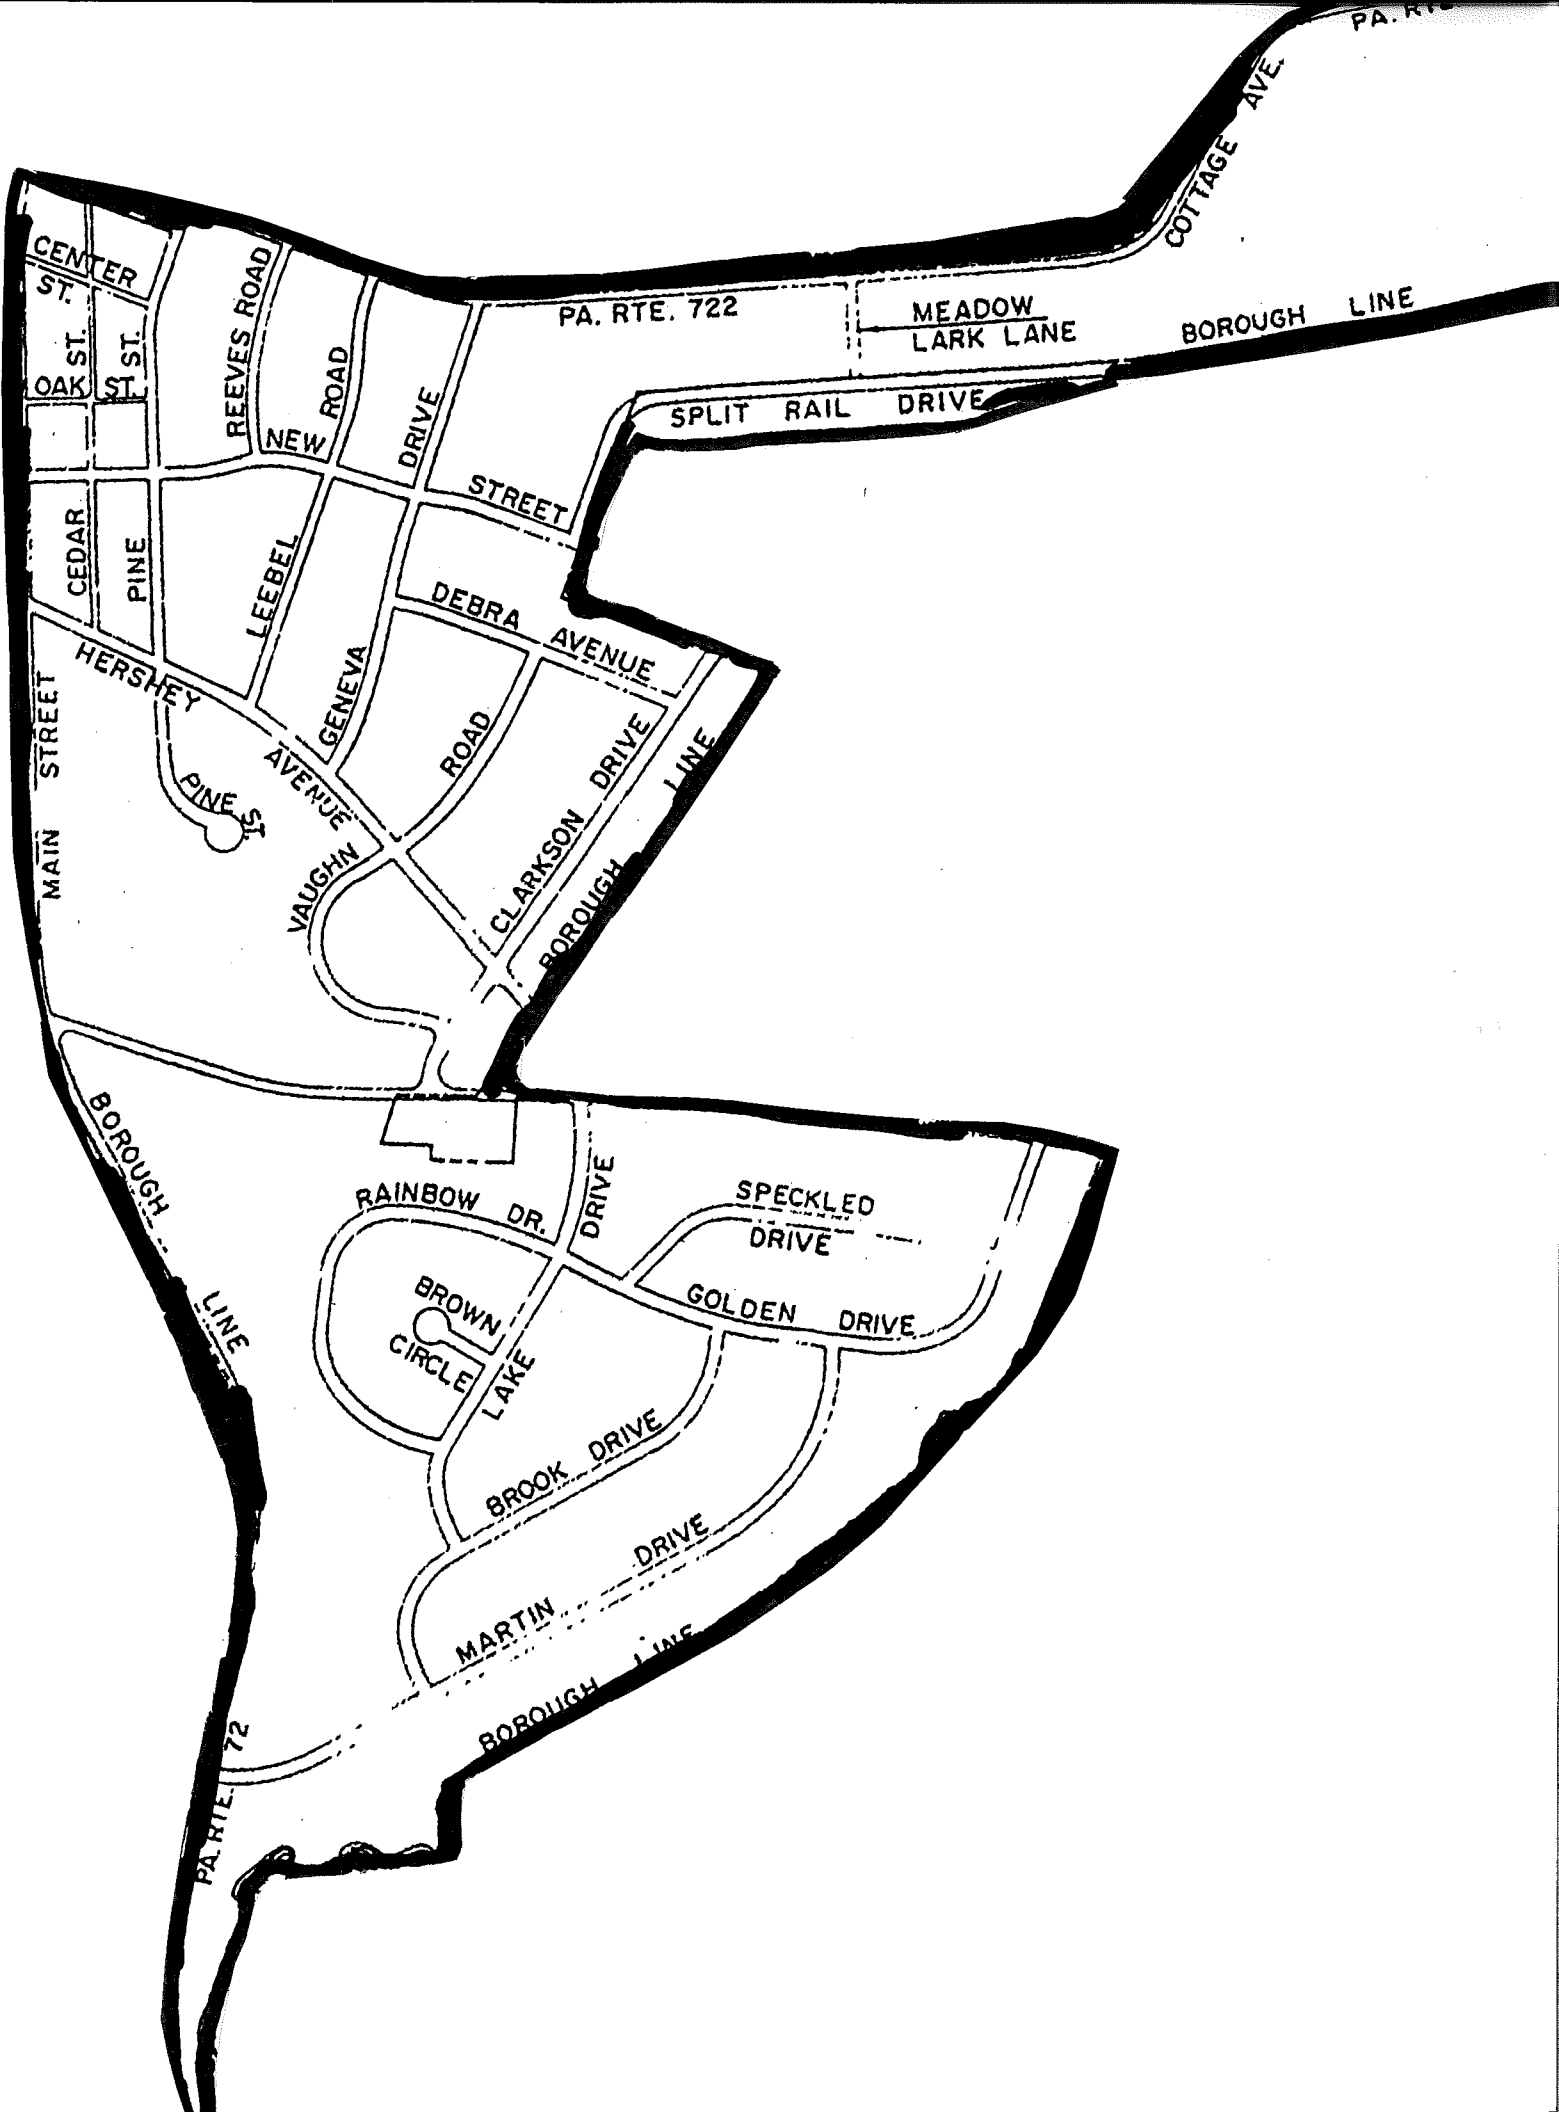 PA. RTE
COTTAGE AVE.
CENTER
ST.
REEVES ROAD
PA. RTE. 722
MEADOW
LARK LANE
BOROUGH LINE
ST.
ST.
ROAD
OAK ST.
SPLIT RAIL DRIVE
DRIVE
NEW
STREET
CEDAR
PINE
LEEBEL
DEBRA AVENUE
HERSHEY
AVENUE
GENEVA
ROAD
MAIN STREET
CLARKSON DRIVE
BOROUGH LINE
PINE ST.
VAUGHN
BOROUGH LINE
RAINBOW DR.
DRIVE
SPECKLED
DRIVE
BROWN
CIRCLE
LAKE
GOLDEN DRIVE
BROOK DRIVE
MARTIN DRIVE
BOROUGH LINE
PA. RTE. 72